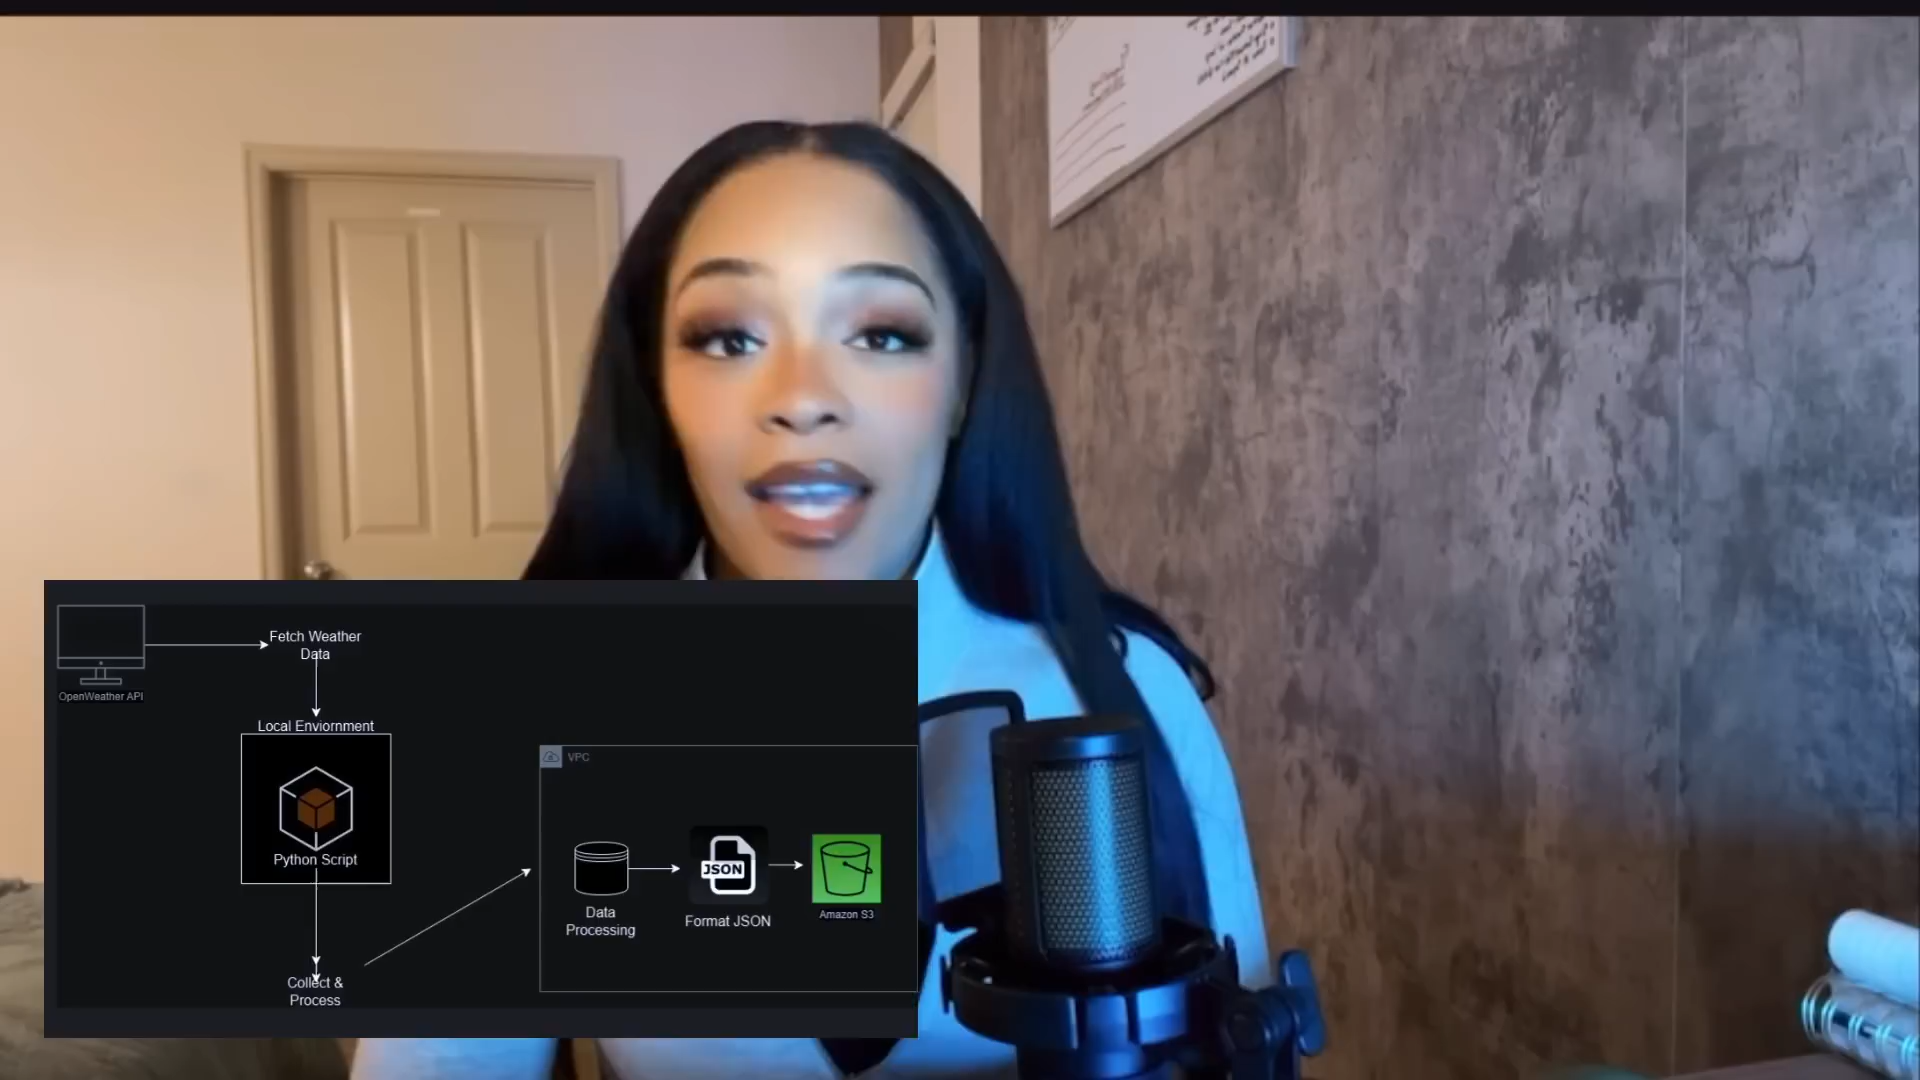 Fetch Weather
Data
OpenWeather API
Local Enviornment
Python Script
Collect &
Process
VPC
Data
Processing
JSON
Format JSON
Amazon S3